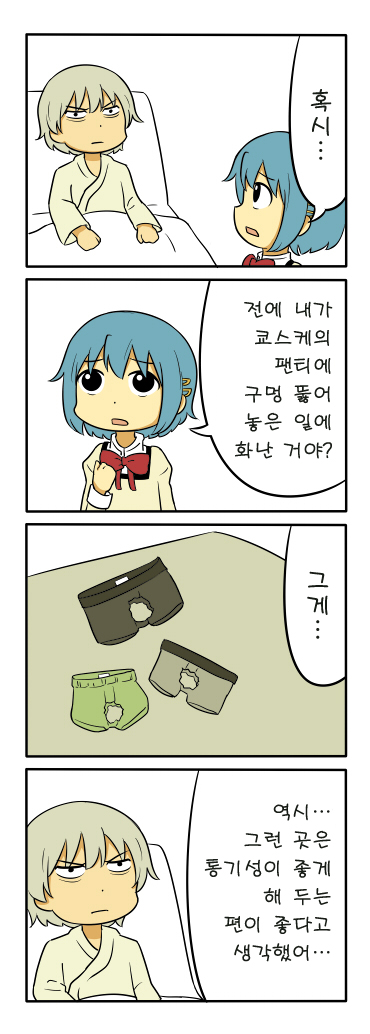 혹
시…
전에 내가
쿄스케의
팬티에
구멍 뚫어
놓은 일에
화난 거야?
그
게…
역시…
그런 곳은
통기성이 좋게
해 두는
편이 좋다고
생각했어…